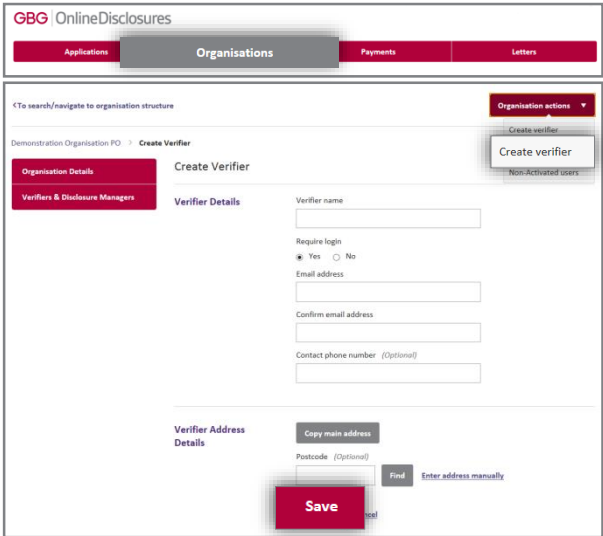 GBG | OnlineDisclosures
Applications
Organisations
Payments
Letters
<To search/navigate to organisation structure
Organisation actions ▼
Create verifier
Create verifier
Non-Activated users
Demonstration Organisation PO > Create Verifier
Organisation Details
Verifiers & Disclosure Managers
Create Verifier
Verifier Details
Verifier name
Require login
Yes No
Email address
Confirm email address
Contact phone number (Optional)
Verifier Address
Details
Copy main address
Postcode (Optional)
Find Enter address manually
Save